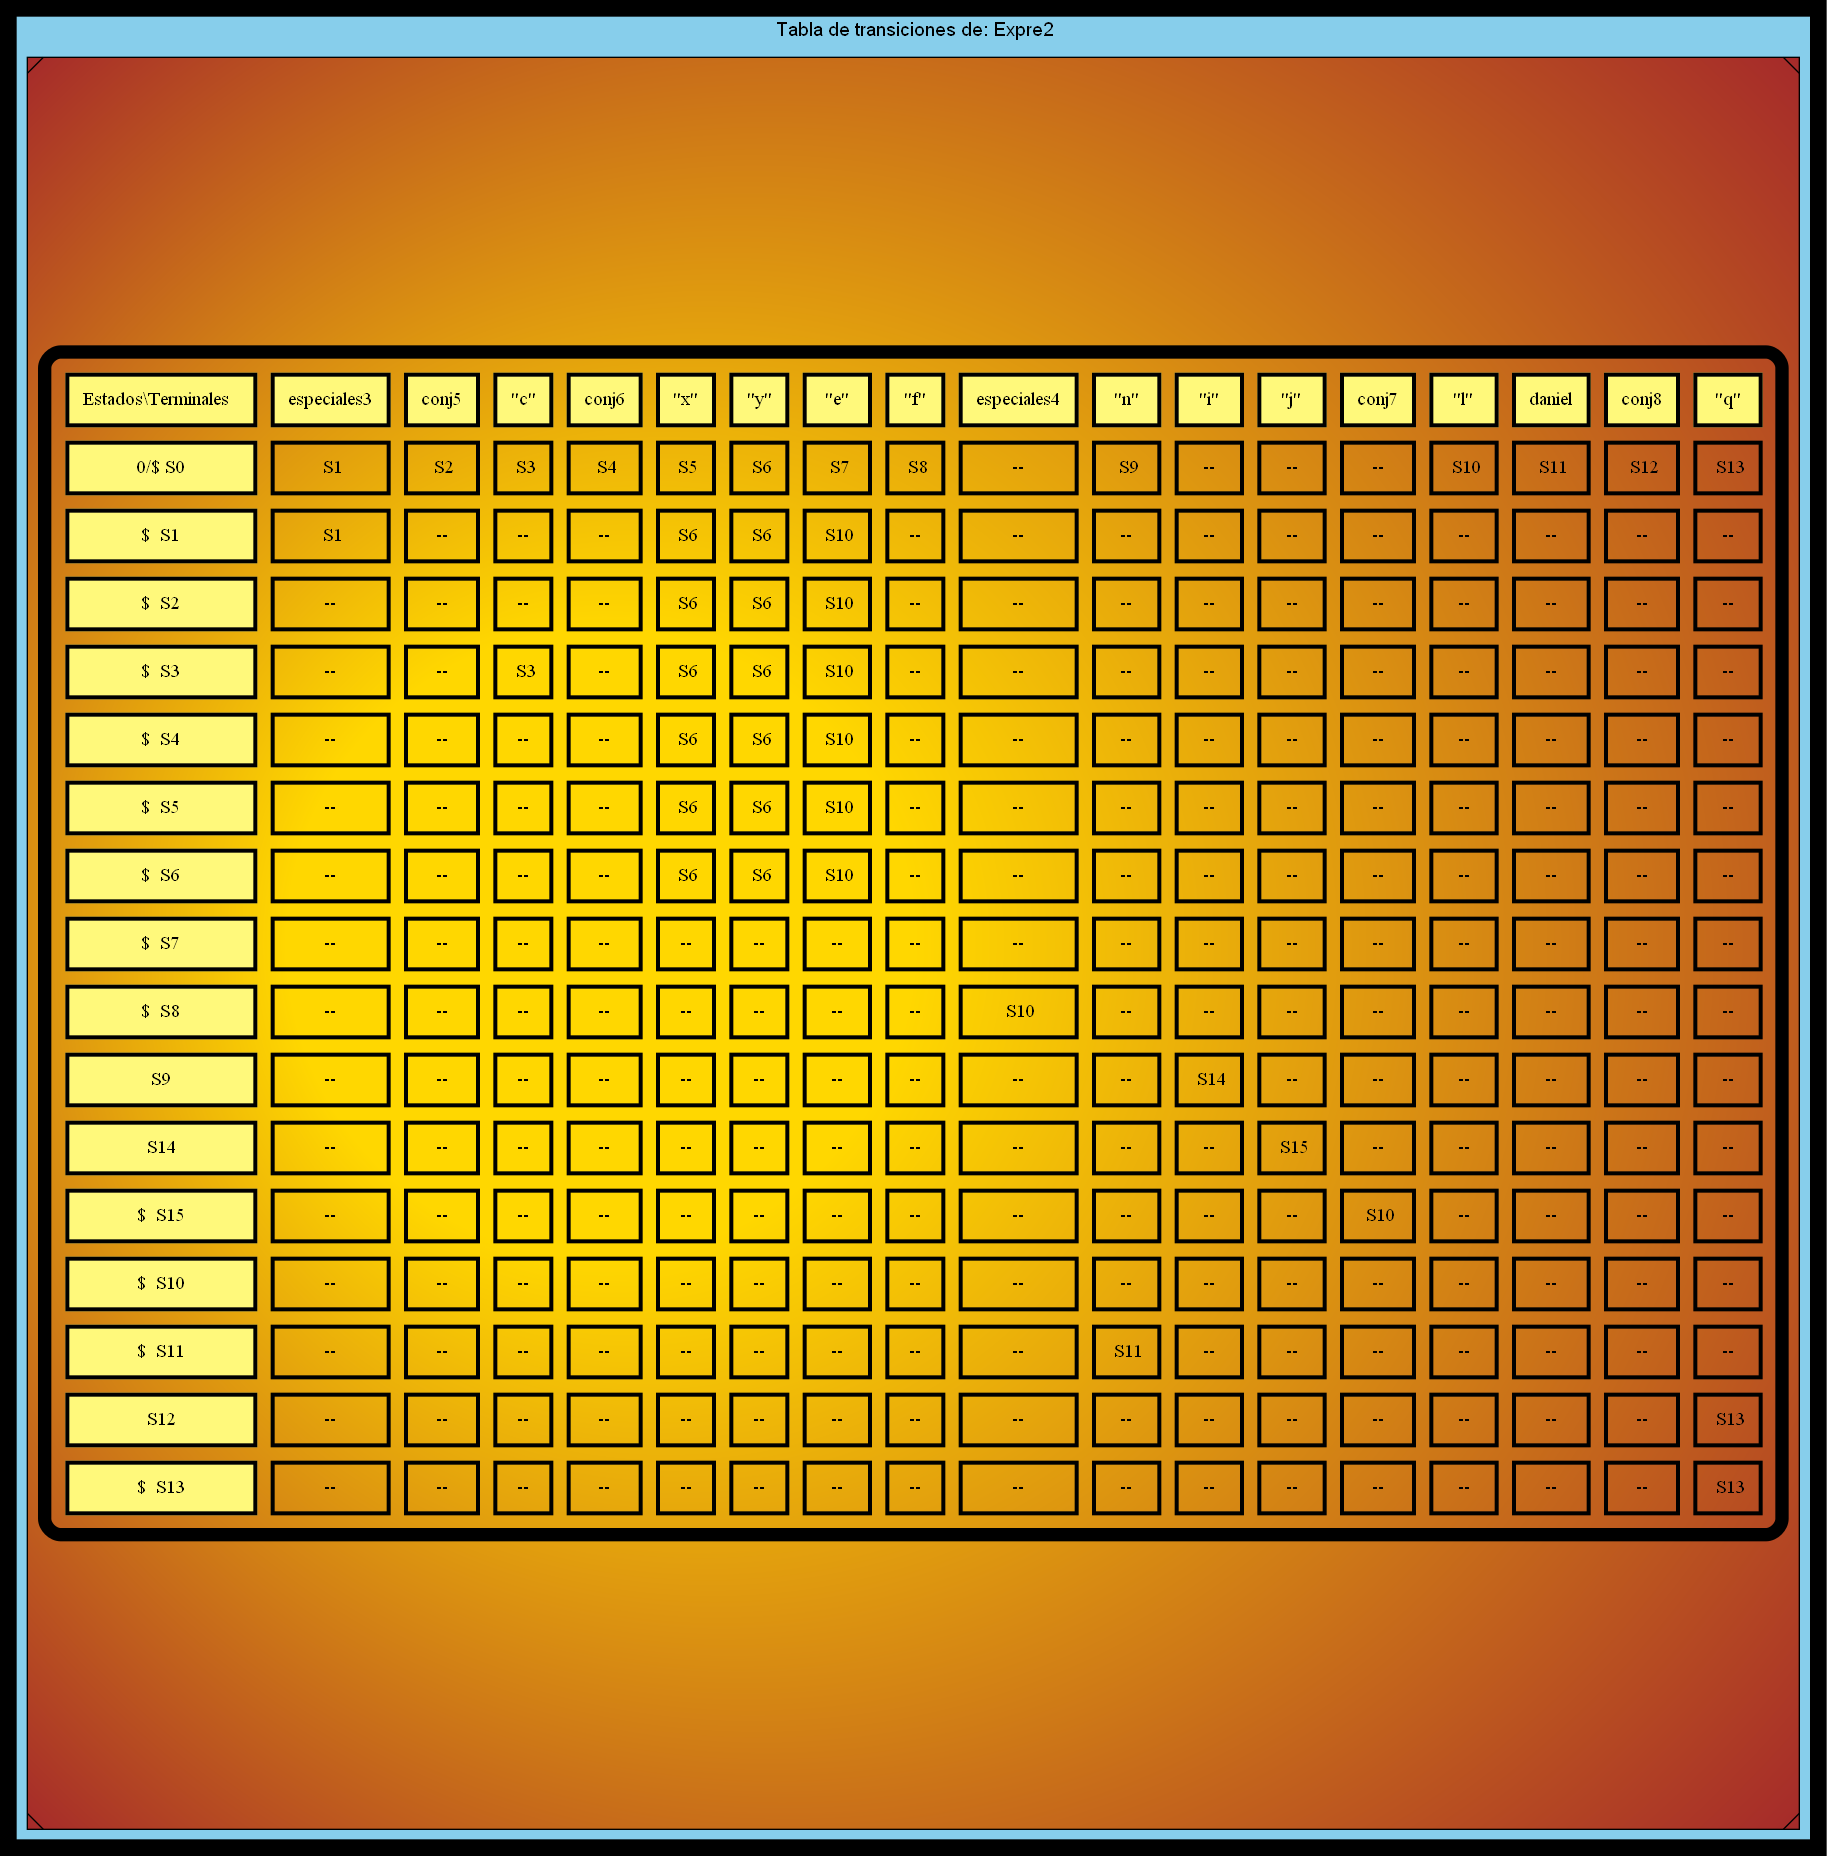 Tabla de transiciones de: Expre2
Estados\Terminales especiales3 conj5 "c" conj6 "x" "y" "e" "f" especiales4 "n" "i" "j" conj7 "l" daniel conj8 "q"
0/$ S0 S1 S2 S3 S4 S5 S6 S7 S8 -- S9 -- -- -- S10 S11 S12 S13
$ S1 S1 -- -- -- S6 S6 S10 -- -- -- -- -- -- -- -- -- --
$ S2 -- -- -- -- S6 S6 S10 -- -- -- -- -- -- -- -- -- --
$ S3 -- -- S3 -- S6 S6 S10 -- -- -- -- -- -- -- -- -- --
$ S4 -- -- -- -- S6 S6 S10 -- -- -- -- -- -- -- -- -- --
$ S5 -- -- -- -- S6 S6 S10 -- -- -- -- -- -- -- -- -- --
$ S6 -- -- -- -- S6 S6 S10 -- -- -- -- -- -- -- -- -- --
$ S7 -- -- -- -- -- -- -- -- -- -- -- -- -- -- -- -- --
$ S8 -- -- -- -- -- -- -- -- S10 -- -- -- -- -- -- -- --
S9 -- -- -- -- -- -- -- -- -- -- S14 -- -- -- -- -- --
S14 -- -- -- -- -- -- -- -- -- -- -- S15 -- -- -- -- --
$ S15 -- -- -- -- -- -- -- -- -- -- -- -- S10 -- -- -- --
$ S10 -- -- -- -- -- -- -- -- -- -- -- -- -- -- -- -- --
$ S11 -- -- -- -- -- -- -- -- -- S11 -- -- -- -- -- -- --
S12 -- -- -- -- -- -- -- -- -- -- -- -- -- -- -- -- S13
$ S13 -- -- -- -- -- -- -- -- -- -- -- -- -- -- -- -- S13